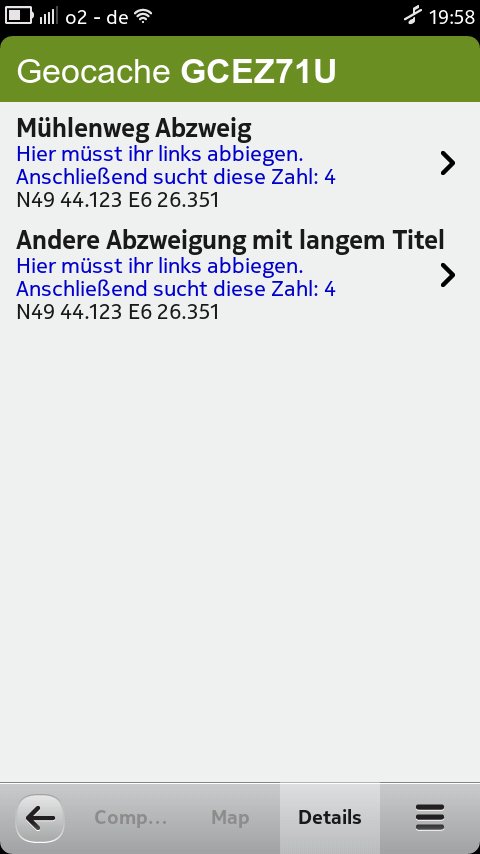 o2 - de 19:58
Geocache GCEZ71U
Mühlenweg Abzweig
Hier müsst ihr links abbiegen.
Anschließend sucht diese Zahl: 4
N49 44.123 E6 26.351
Andere Abzweigung mit langem Titel
Hier müsst ihr links abbiegen.
Anschließend sucht diese Zahl: 4
N49 44.123 E6 26.351
Comp... Map Details